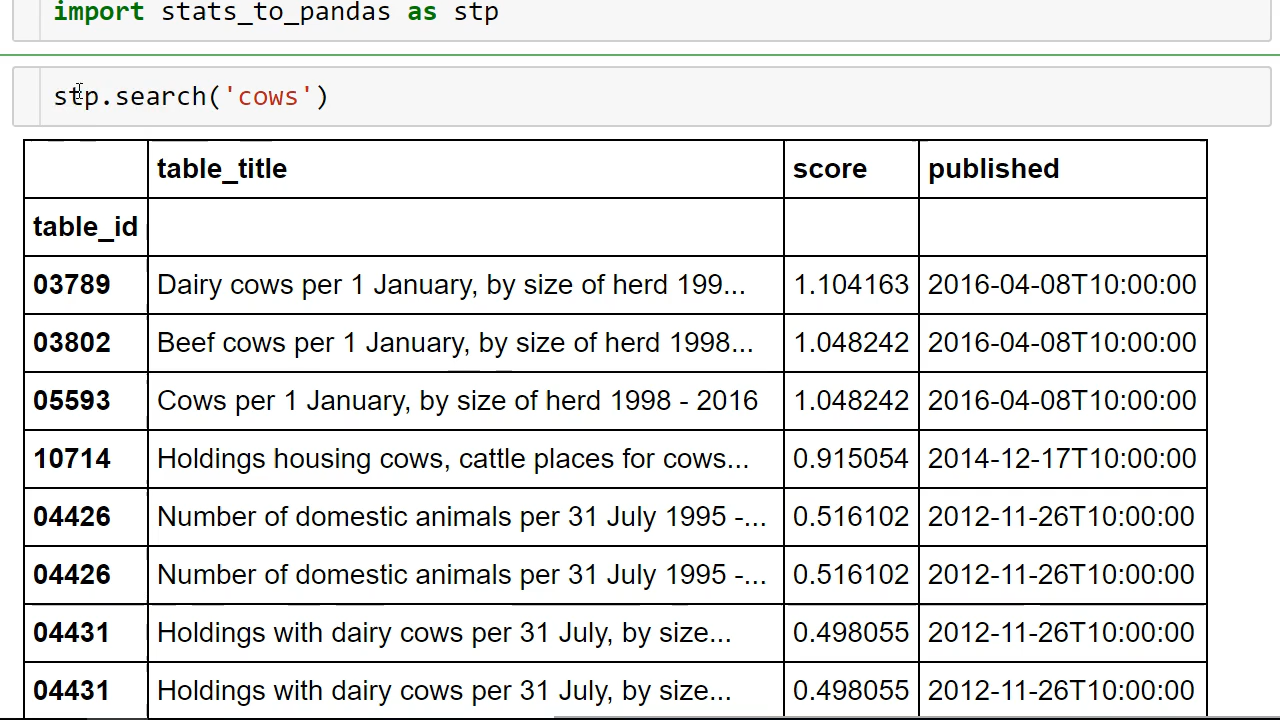 import stats_to_pandas as stp
stp.search('cows')
table_title score published
table_id
03789 Dairy cows per 1 January, by size of herd 199... 1.104163 2016-04-08T10:00:00
03802 Beef cows per 1 January, by size of herd 1998... 1.048242 2016-04-08T10:00:00
05593 Cows per 1 January, by size of herd 1998 - 2016 1.048242 2016-04-08T10:00:00
10714 Holdings housing cows, cattle places for cows... 0.915054 2014-12-17T10:00:00
04426 Number of domestic animals per 31 July 1995 -... 0.516102 2012-11-26T10:00:00
04426 Number of domestic animals per 31 July 1995 -... 0.516102 2012-11-26T10:00:00
04431 Holdings with dairy cows per 31 July, by size... 0.498055 2012-11-26T10:00:00
04431 Holdings with dairy cows per 31 July, by size... 0.498055 2012-11-26T10:00:00